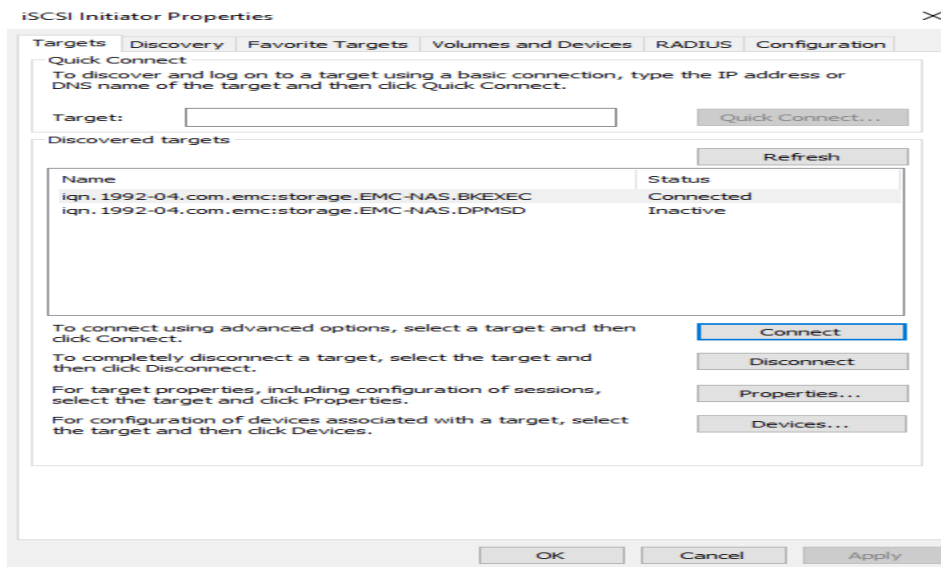 iSCSI Initiator Properties
Targets Discovery Favorite Targets Volumes and Devices RADIUS Configuration
Quick Connect
To discover and log on to a target using a basic connection, type the IP address or
DNS name of the target and then click Quick Connect.
Target: Quick Connect...
Discovered targets
Refresh
Name Status
iqn.1992-04.com.emc:storage.EMC-NAS.BKEXEC Connected
iqn.1992-04.com.emc:storage.EMC-NAS.DPMSD Inactive
To connect using advanced options, select a target and then
click Connect.
Connect
To completely disconnect a target, select the target and
then click Disconnect.
Disconnect
For target properties, including configuration of sessions,
select the target and click Properties.
Properties...
For configuration of devices associated with a target, select
the target and then click Devices.
Devices...
OK Cancel Apply